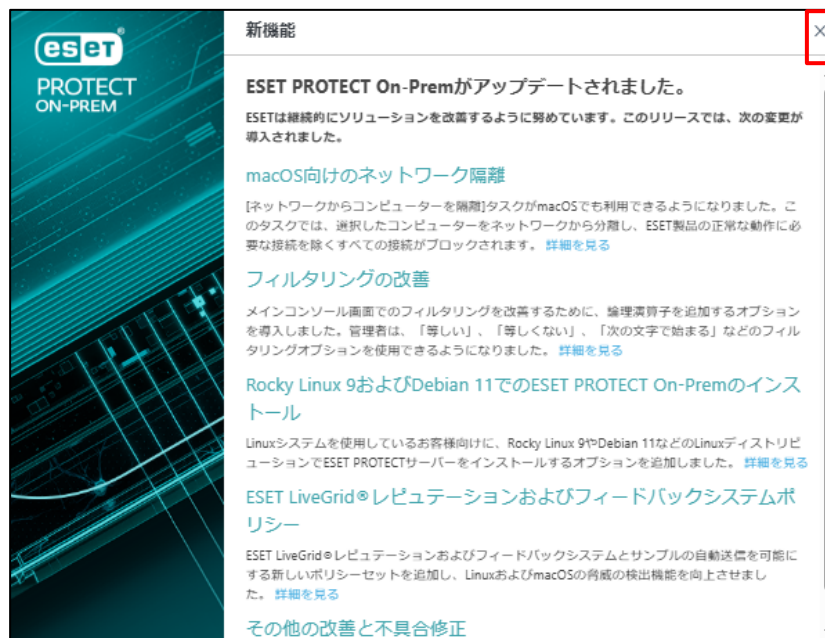 eset®
PROTECT
ON-PREM
新機能
×
ESET PROTECT On-Premがアップデートされました。
ESETは継続的にソリューションを改善するように努めています。このリリースでは、次の変更が
導入されました。
macOS向けのネットワーク隔離
[ネットワークからコンピューターを隔離]タスクがmacOSでも利用できるようになりました。こ
のタスクでは、選択したコンピューターをネットワークから分離し、ESET製品の正常な動作に必
要な接続を除くすべての接続がブロックされます。 詳細を見る
フィルタリングの改善
メインコンソール画面でのフィルタリングを改善するために、論理演算子を追加するオプション
を導入しました。管理者は、「等しい」、「等しくない」、「次の文字で始まる」などのフィル
タリングオプションを使用できるようになりました。 詳細を見る
Rocky Linux 9およびDebian 11でのESET PROTECT On-Premのインス
トール
Linuxシステムを使用しているお客様向けに、Rocky Linux 9やDebian 11などのLinuxディストリビ
ューションでESET PROTECTサーバーをインストールするオプションを追加しました。 詳細を見る
ESET LiveGrid®レピュテーションおよびフィードバックシステムポ
リシー
ESET LiveGrid®レピュテーションおよびフィードバックシステムとサンプルの自動送信を可能に
する新しいポリシーセットを追加し、LinuxおよびmacOSの脅威の検出機能を向上させまし
た。 詳細を見る
その他の改善と不具合修正